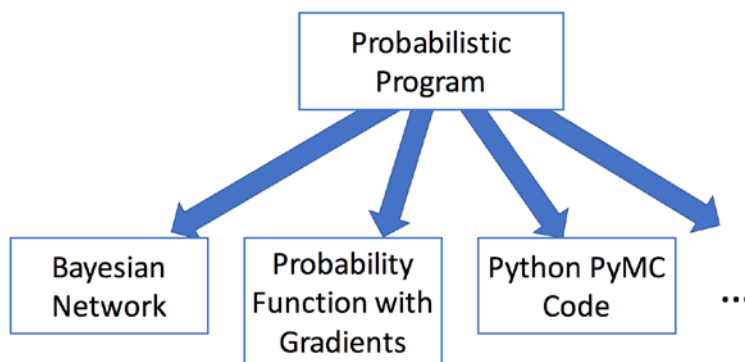 Probabilistic
Program
Bayesian
Network
Probability
Function with
Gradients
Python PyMC
Code
...